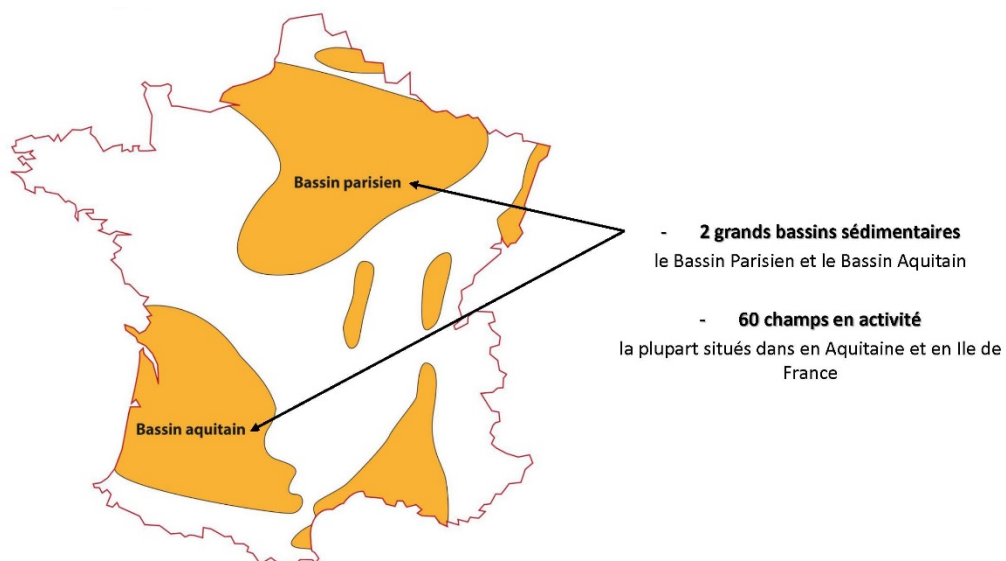 Bassin parisien
Bassin aquitain
- 2 grands bassins sédimentaires
le Bassin Parisien et le Bassin Aquitain
- 60 champs en activité
la plupart situés dans en Aquitaine et en Ile de
France